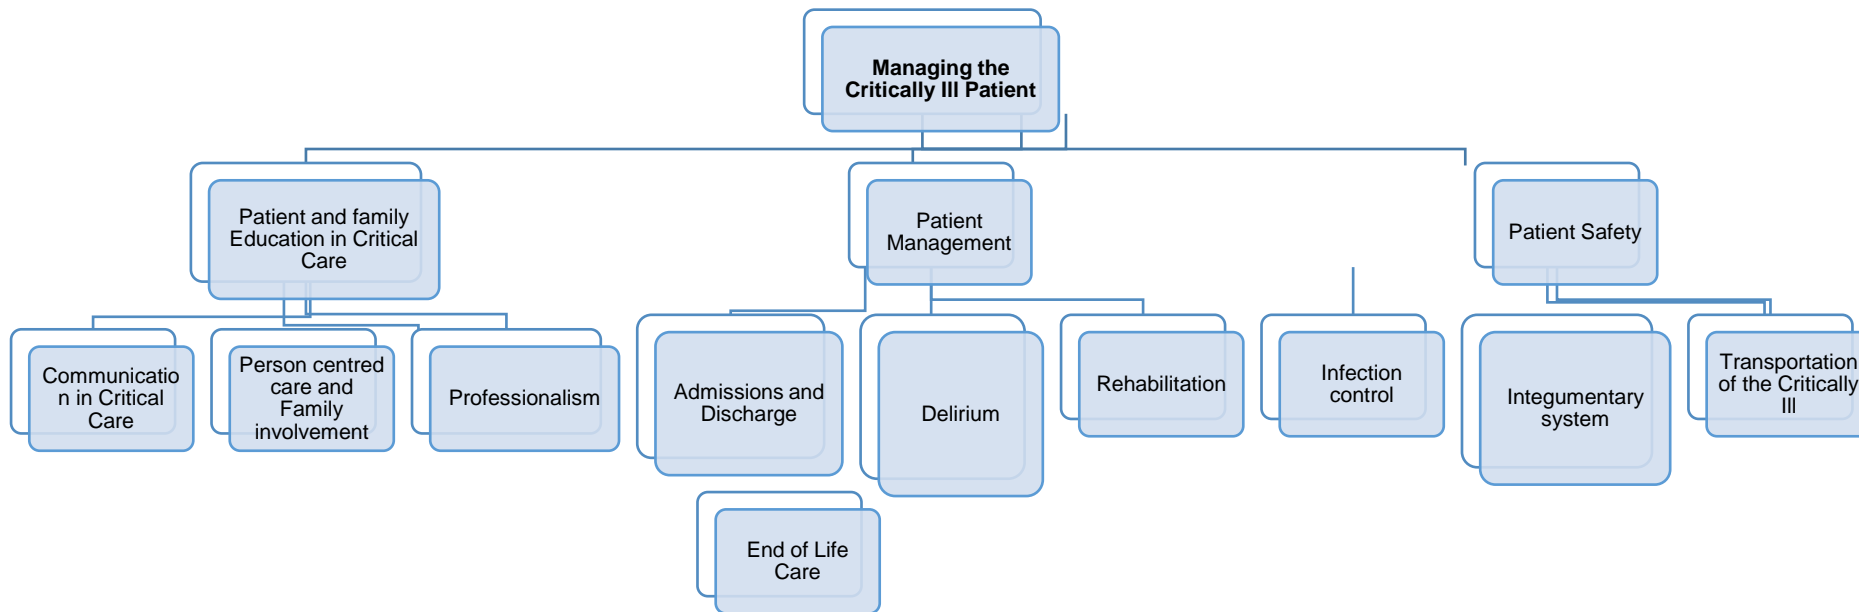 Managing the
Critically Ill Patient
Patient and family
Education in Critical
Care
Patient
Management
Patient Safety
Communicatio
n in Critical
Care
Person centred
care and
Family
involvement
Professionalism
Admissions and
Discharge
Delirium
Rehabilitation
Infection
control
Integumentary
system
Transportation
of the Critically
Ill
End of Life
Care